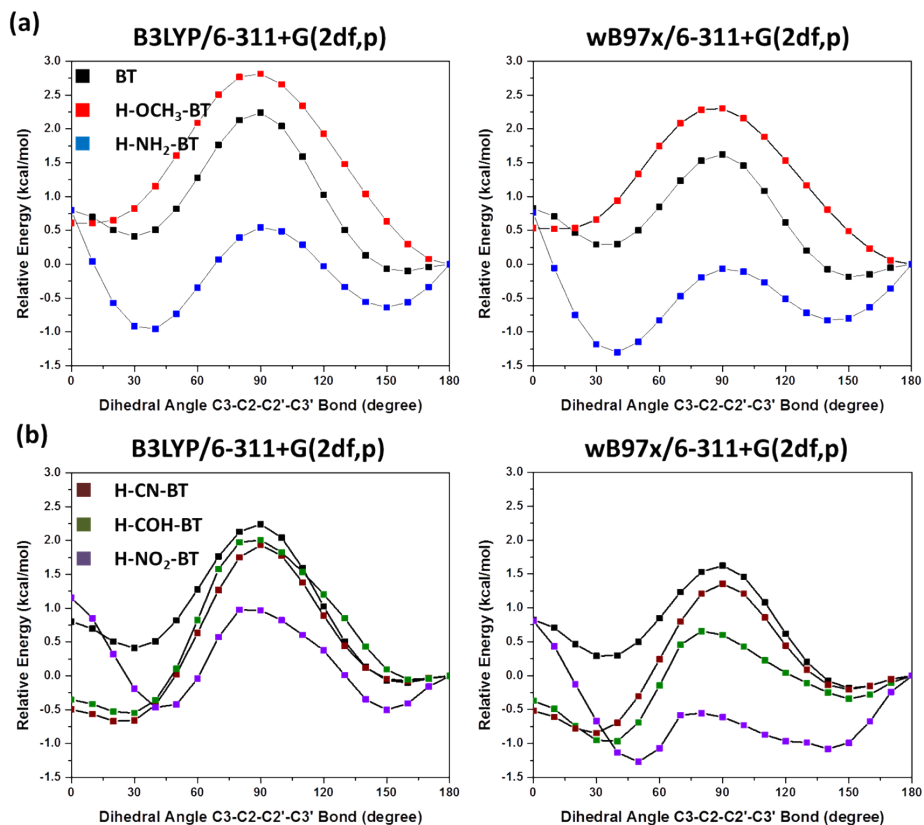 (a)
B3LYP/6-311+G(2df,p)
wB97x/6-311+G(2df,p)
3.0
2.5
2.0
1.5
1.0
0.5
0.0
-0.5
-1.0
-1.5
Relative Energy (kcal/mol)
BT
H-OCH3-BT
H-NH2-BT
0 30 60 90 120 150 180
Dihedral Angle C3-C2-C2'-C3' Bond (degree)
3.0
2.5
2.0
1.5
1.0
0.5
0.0
-0.5
-1.0
-1.5
Relative Energy (kcal/mol)
0 30 60 90 120 150 180
Dihedral Angle C3-C2-C2'-C3' Bond (degree)
(b)
B3LYP/6-311+G(2df,p)
wB97x/6-311+G(2df,p)
3.0
2.5
2.0
1.5
1.0
0.5
0.0
-0.5
-1.0
-1.5
Relative Energy (kcal/mol)
H-CN-BT
H-COH-BT
H-NO2-BT
0 30 60 90 120 150 180
Dihedral Angle C3-C2-C2'-C3' Bond (degree)
3.0
2.5
2.0
1.5
1.0
0.5
0.0
-0.5
-1.0
-1.5
Relative Energy (kcal/mol)
0 30 60 90 120 150 180
Dihedral Angle C3-C2-C2'-C3' Bond (degree)